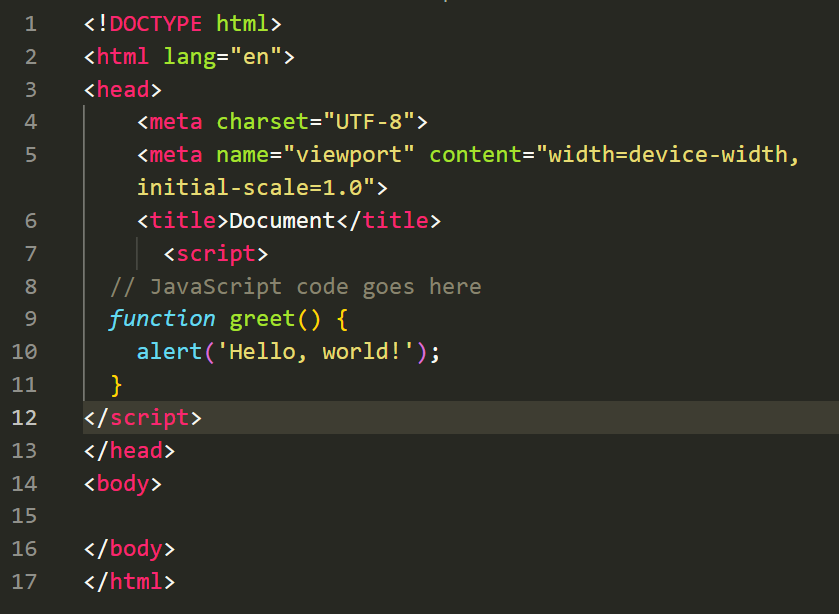 1 <!DOCTYPE html>
2 <html lang="en">
3 <head>
4     <meta charset="UTF-8">
5     <meta name="viewport" content="width=device-width,
    initial-scale=1.0">
6     <title>Document</title>
7       <script>
8   // JavaScript code goes here
9   function greet() {
10     alert('Hello, world!');
11   }
12 </script>
13 </head>
14 <body>
15
16 </body>
17 </html>